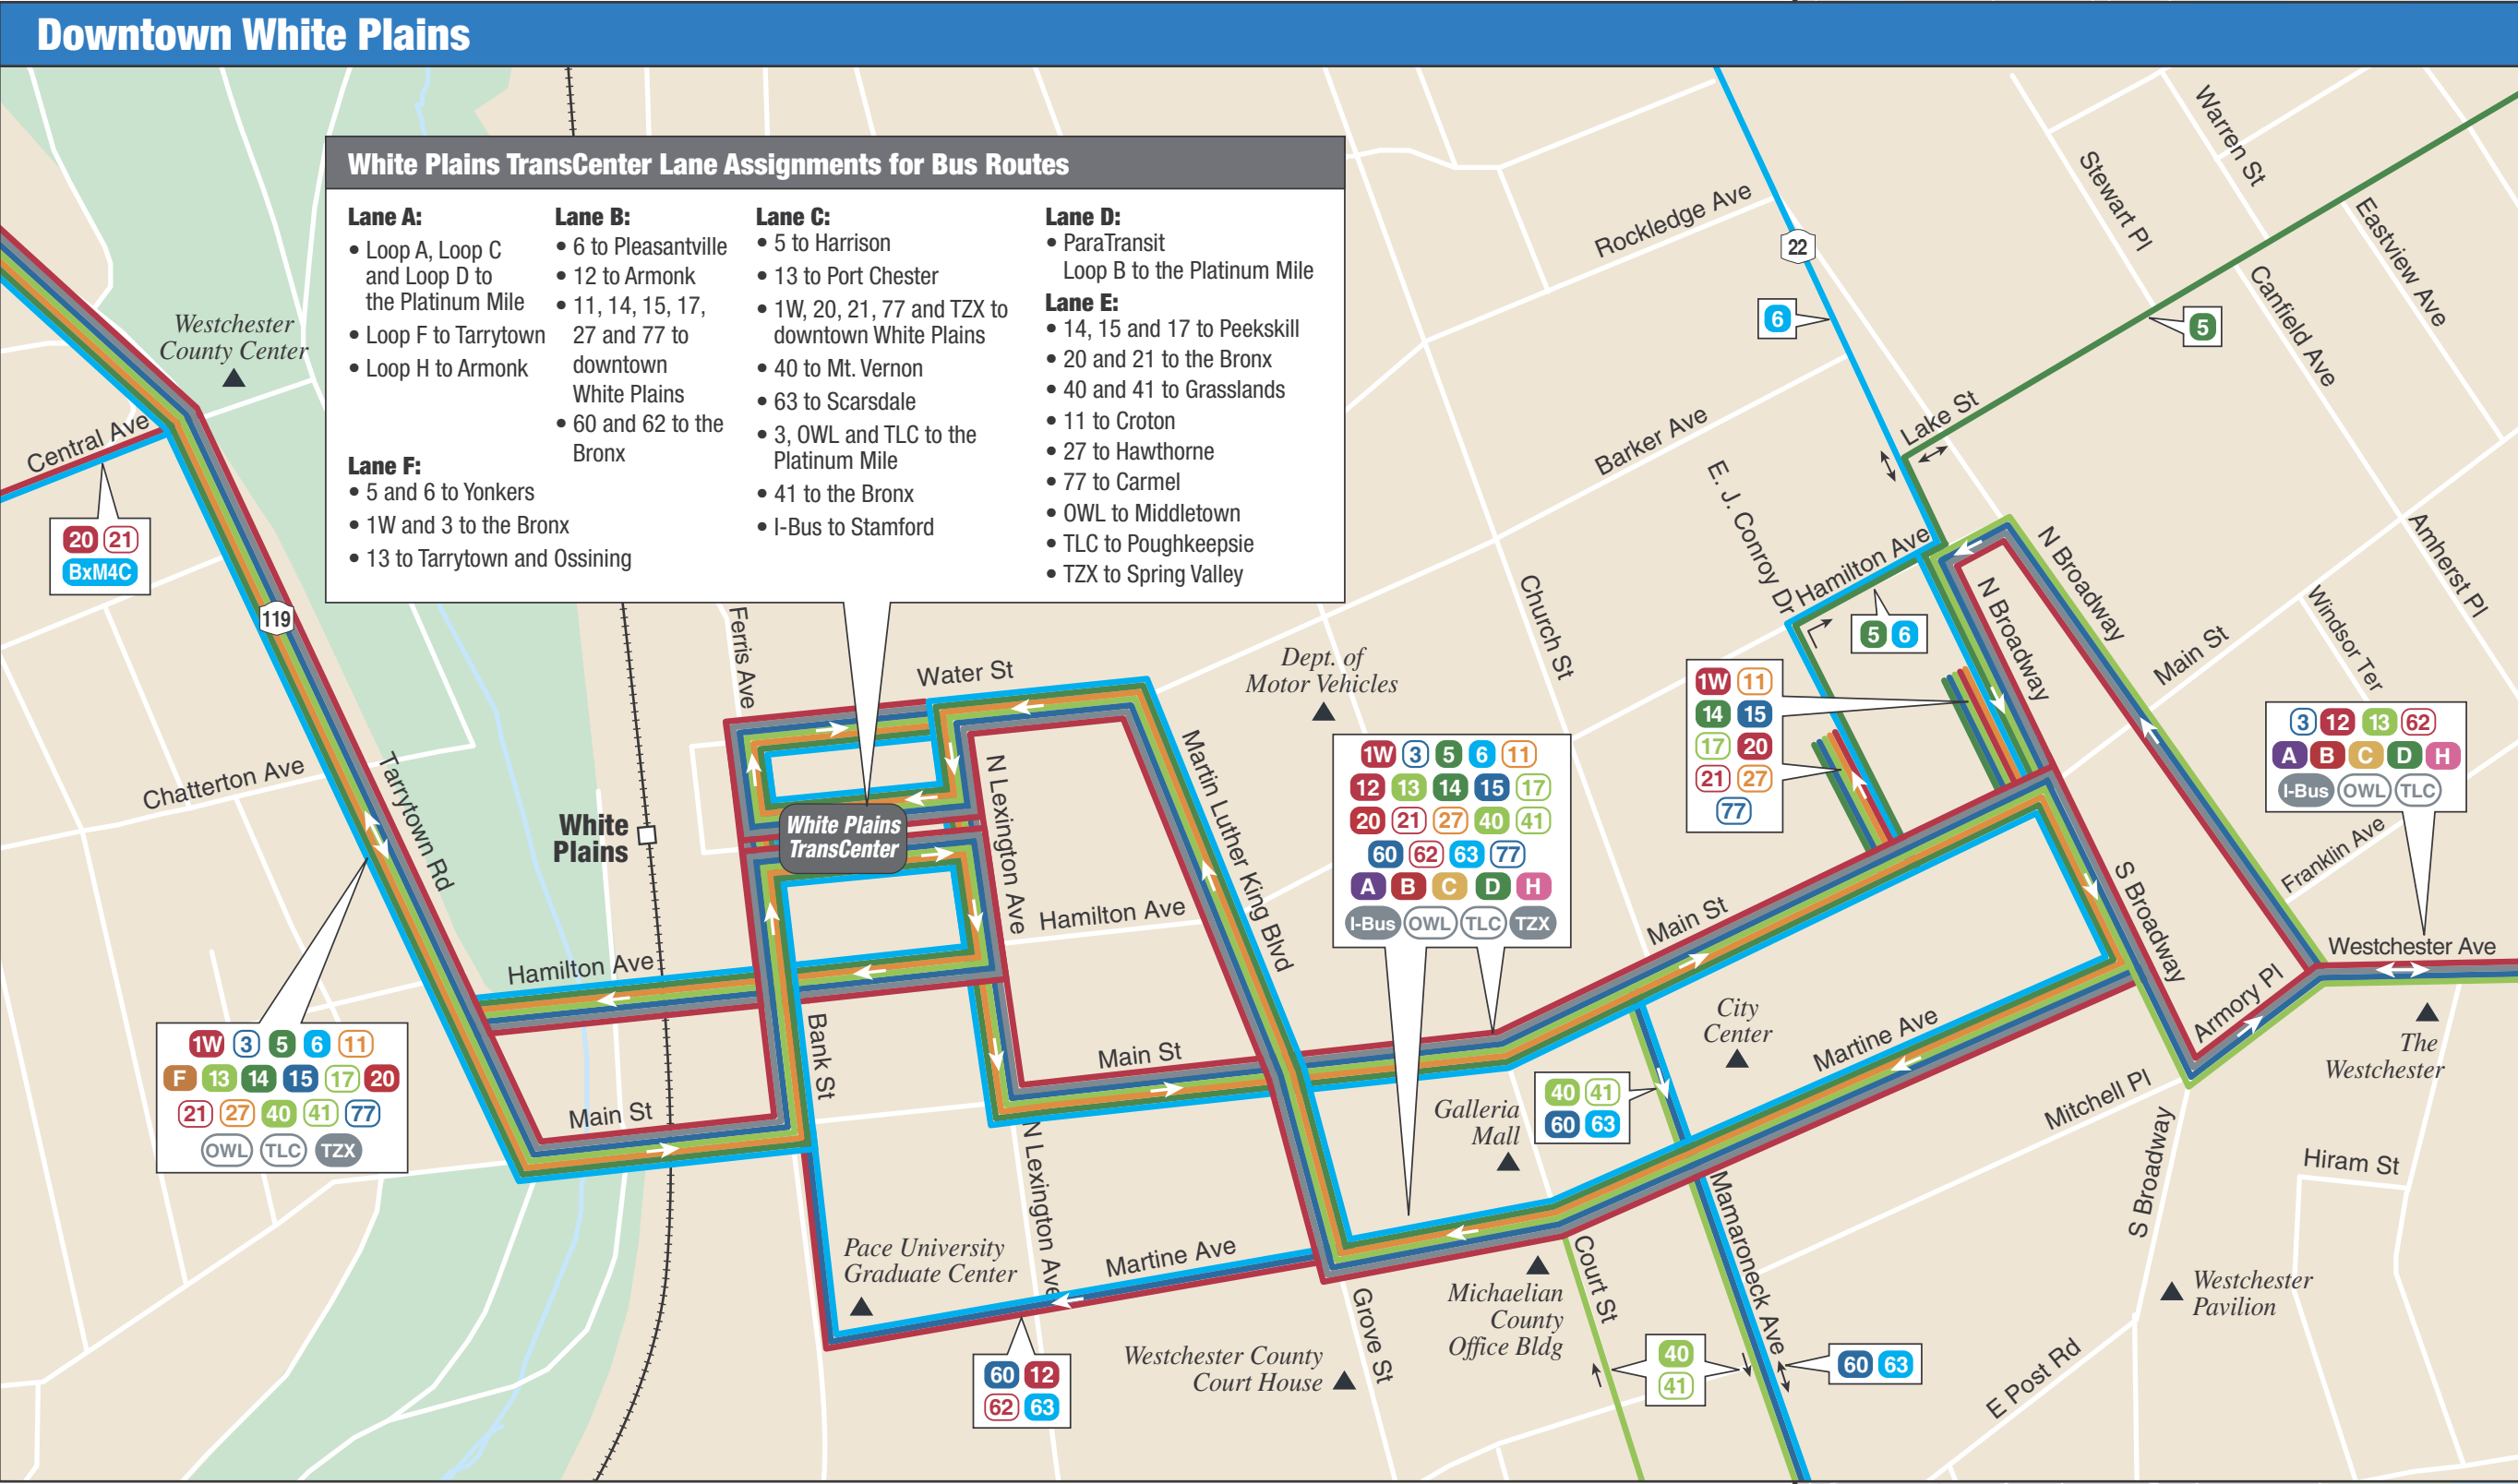 Downtown White Plains
White Plains TransCenter Lane Assignments for Bus Routes
Lane A:
• Loop A, Loop C
and Loop D to
the Platinum Mile
• Loop F to Tarrytown
• Loop H to Armonk
Lane B:
• 6 to Pleasantville
• 12 to Armonk
• 11, 14, 15, 17,
27 and 77 to
downtown
White Plains
• 60 and 62 to the
Bronx
Lane C:
• 5 to Harrison
• 13 to Port Chester
• 1W, 20, 21, 77 and TZX to
downtown White Plains
• 40 to Mt. Vernon
• 63 to Scarsdale
• 3, OWL and TLC to the
Platinum Mile
• 41 to the Bronx
• I-Bus to Stamford
Lane D:
• ParaTransit
Loop B to the Platinum Mile
Lane E:
• 14, 15 and 17 to Peekskill
• 20 and 21 to the Bronx
• 40 and 41 to Grasslands
• 11 to Croton
• 27 to Hawthorne
• 77 to Carmel
• OWL to Middletown
• TLC to Poughkeepsie
• TZX to Spring Valley
Lane F:
• 5 and 6 to Yonkers
• 1W and 3 to the Bronx
• 13 to Tarrytown and Ossining
Westchester
County Center
Central Ave
20 21
BxM4C
119
Chatterton Ave
Tarrytown Rd
White
Plains
Ferris Ave
Water St
White Plains
TransCenter
N Lexington Ave
Hamilton Ave
Hamilton Ave
Martin Luther King Blvd
Bank St
Main St
Main St
1W 3 5 6 11
F 13 14 15 17 20
21 27 40 41 77
OWL TLC TZX
Pace University
Graduate Center
N Lexington Ave
Martine Ave
60 12
62 63
Westchester County
Court House
Grove St
Dept. of
Motor Vehicles
Church St
1W 3 5 6 11
12 13 14 15 17
20 21 27 40 41
60 62 63 77
A B C D H
I-Bus OWL TLC TZX
Rockledge Ave
22
6
Barker Ave
E. J. Conroy Dr
Hamilton Ave
5 6
Lake St
5
Stewart Pl
Warren St
Eastview Ave
Canfield Ave
Amherst Pl
N Broadway
N Broadway
Windsor Ter
Main St
1W 11
14 15
17 20
21 27
77
3 12 13 62
A B C D H
I-Bus OWL TLC
Franklin Ave
Westchester Ave
S Broadway
Armory Pl
The
Westchester
Main St
City
Center
Martine Ave
40 41
60 63
Galleria
Mall
Mitchell Pl
Michaelian
County
Office Bldg
Court St
Mamaroneck Ave
40
41
60 63
S Broadway
Hiram St
Westchester
Pavilion
E Post Rd